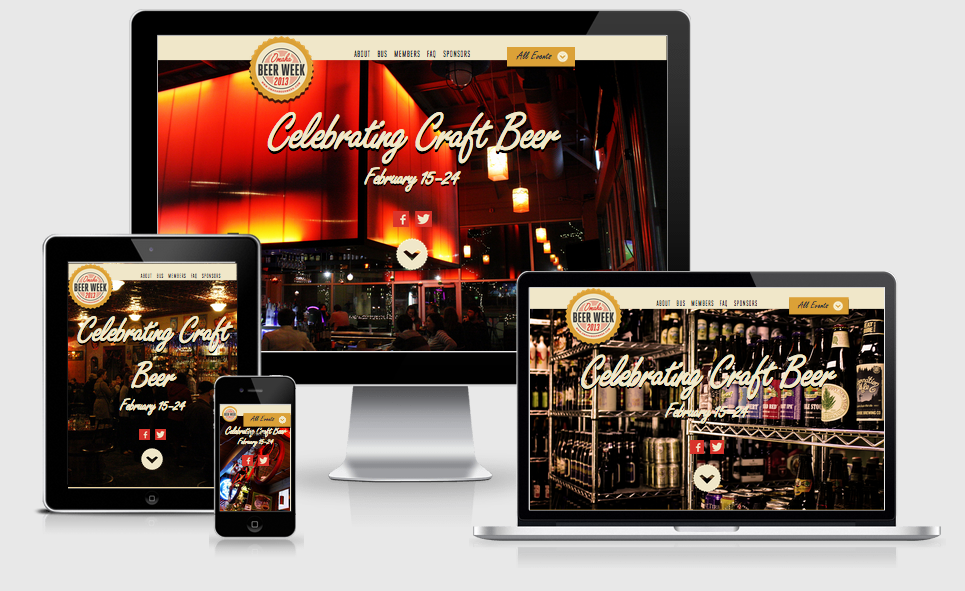 Omaha
BEER WEEK
2013
ABOUT BUS MEMBERS FAQ SPONSORS
All Events
Celebrating Craft Beer
February 15-24
Omaha
BEER WEEK
2013
ABOUT BUS MEMBERS FAQ SPONSORS
Celebrating Craft
Beer
February 15-24
BEER WEEK
All Events
Celebrating Craft Beer
February 15-24
Omaha
BEER WEEK
2013
ABOUT BUS MEMBERS FAQ SPONSORS
All Events
Celebrating Craft Beer
February 15-24